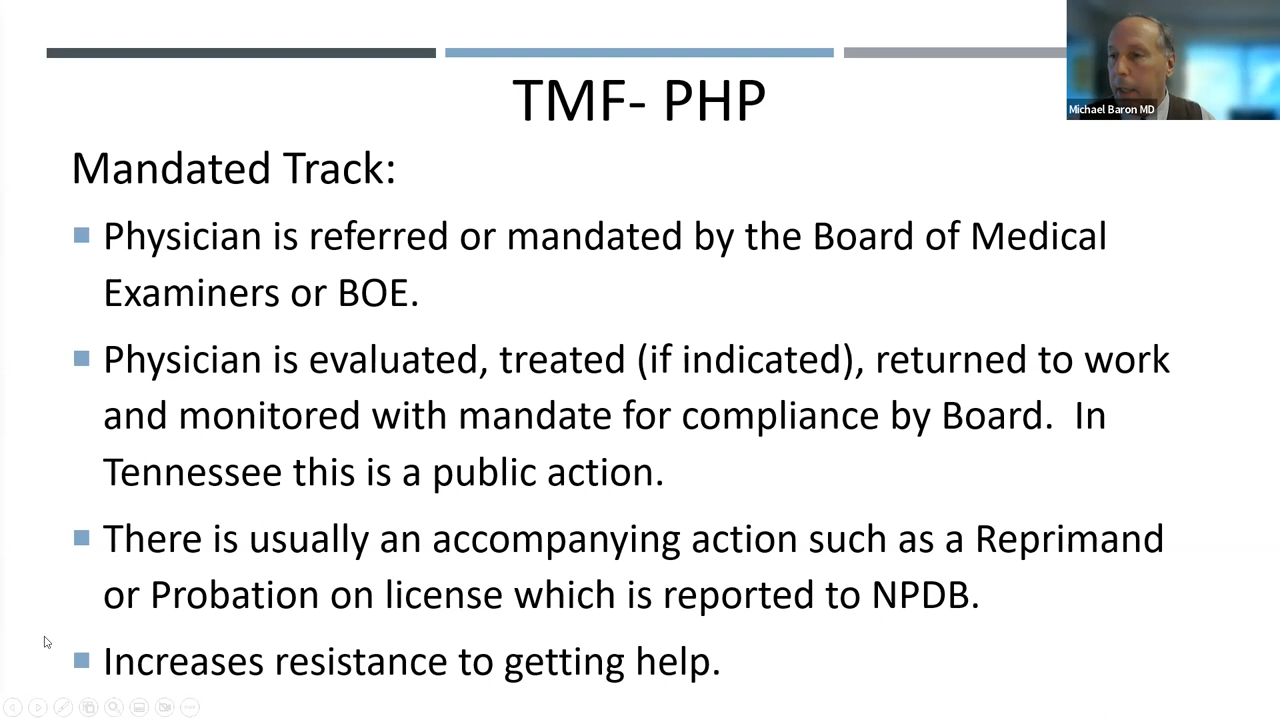 TMF- PHP
Michael Baron MD
Mandated Track:
Physician is referred or mandated by the Board of Medical
Examiners or BOE.
Physician is evaluated, treated (if indicated), returned to work
and monitored with mandate for compliance by Board.  In
Tennessee this is a public action.
There is usually an accompanying action such as a Reprimand
or Probation on license which is reported to NPDB.
Increases resistance to getting help.